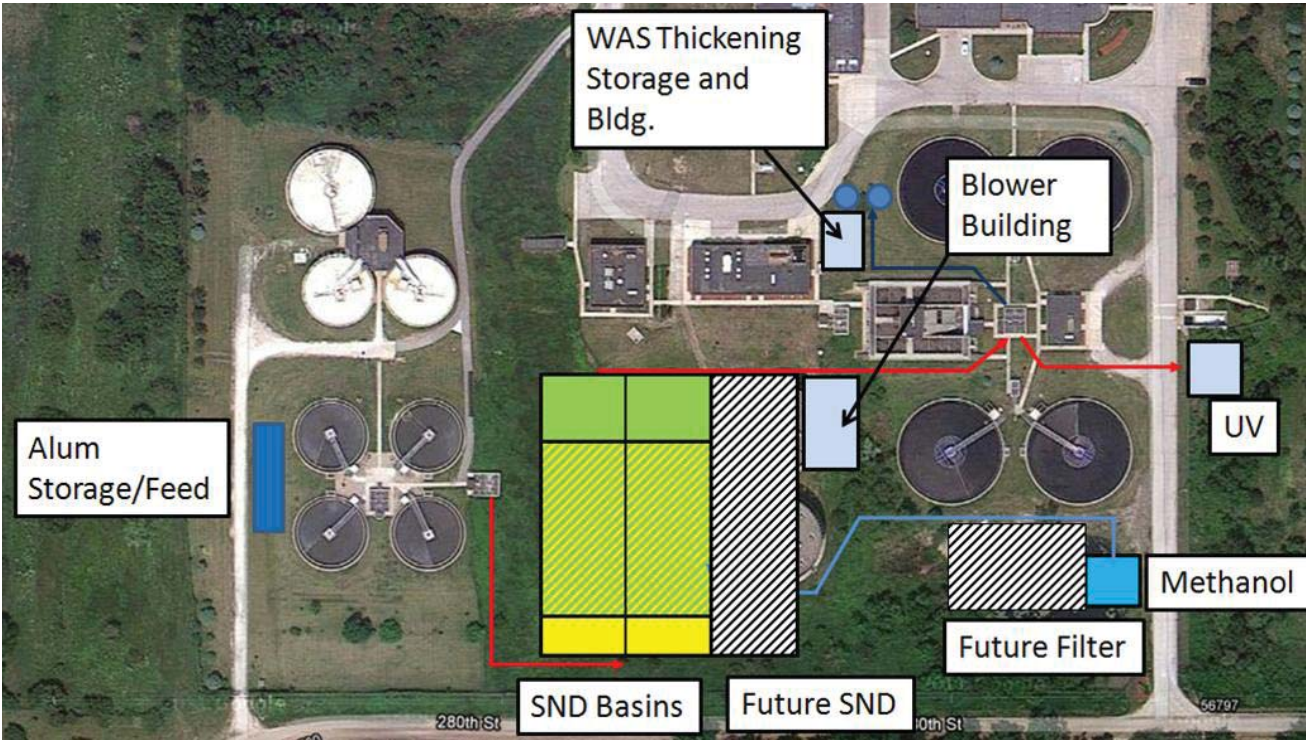 WAS Thickening
Storage and
Bldg.
Blower
Building
Alum
Storage/Feed
UV
Methanol
Future Filter
SND Basins
Future SND
280th St
80th St
56797